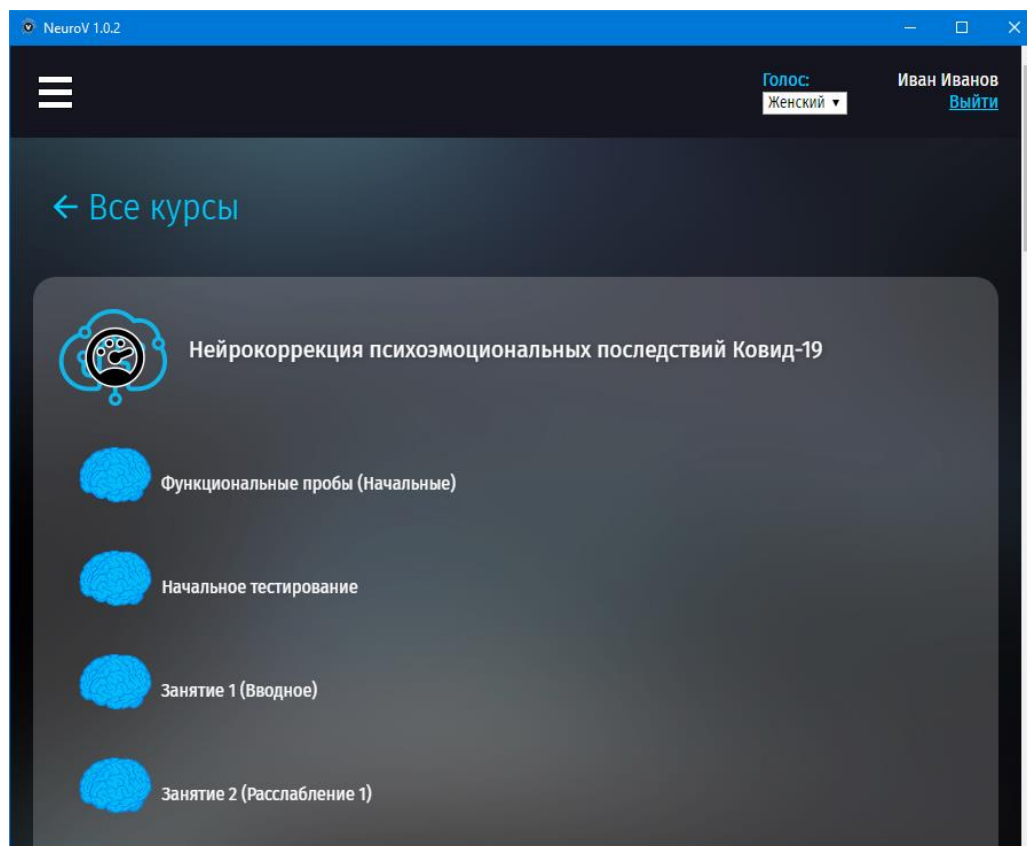 NeuroV 1.0.2
Голос:
Женский
Иван Иванов
Выйти
← Все курсы
Нейрокоррекция психоэмоциональных последствий Ковид-19
Функциональные пробы (Начальные)
Начальное тестирование
Занятие 1 (Вводное)
Занятие 2 (Расслабление 1)